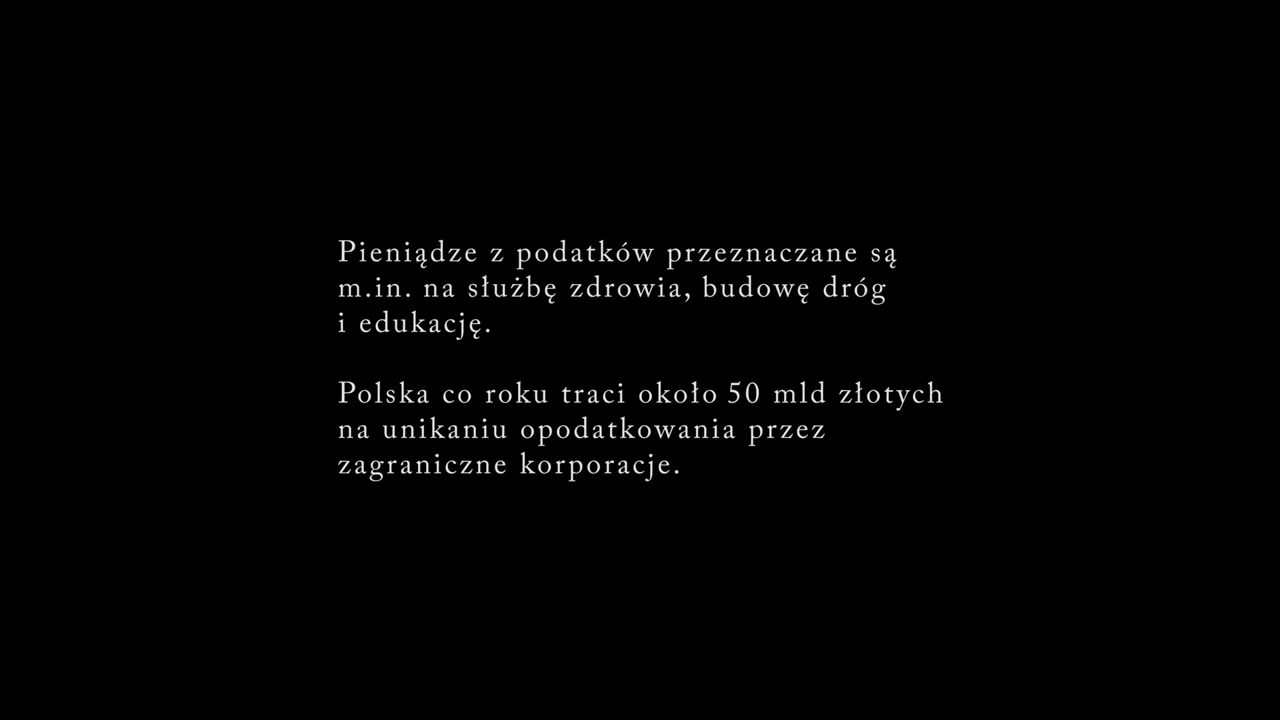 Pieniądze z podatków przeznaczane są
m.in. na służbę zdrowia, budowę dróg
i edukację.
Polska co roku traci około 50 mld złotych
na unikaniu opodatkowania przez
zagraniczne korporacje.